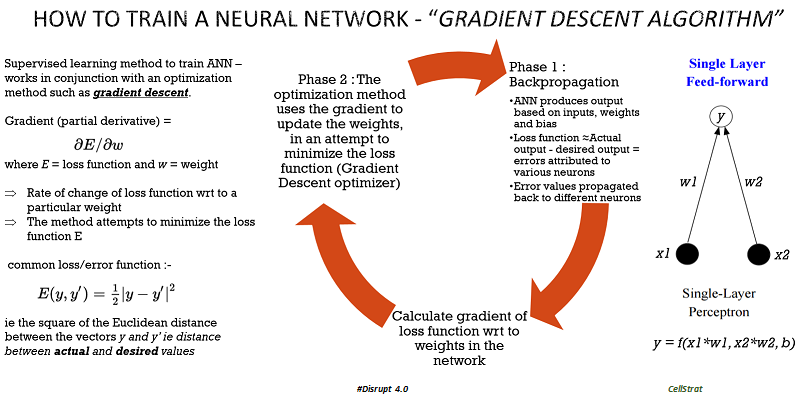 HOW TO TRAIN A NEURAL NETWORK - “GRADIENT DESCENT ALGORITHM”
Supervised learning method to train ANN –
works in conjunction with an optimization
method such as gradient descent.
Gradient (partial derivative) =
∂E/∂w
where E = loss function and w = weight
⇒ Rate of change of loss function wrt to a
particular weight
⇒ The method attempts to minimize the loss
function E
common loss/error function :-
E(y, y′) = ½|y − y′|²
ie the square of the Euclidean distance
between the vectors y and y’ ie distance
between actual and desired values
Phase 2 : The
optimization method
uses the gradient to
update the weights,
in an attempt to
minimize the loss
function (Gradient
Descent optimizer)
Phase 1 :
Backpropagation
•ANN produces output
based on inputs, weights
and bias
•Loss function ≈Actual
output - desired output =
errors attributed to
various neurons
•Error values propagated
back to different neurons
Calculate gradient of
loss function wrt to
weights in the
network
Single Layer
Feed-forward
y
w1 w2
x1 x2
Single-Layer
Perceptron
y = f(x1*w1, x2*w2, b)
#Disrupt 4.0
CellStrat